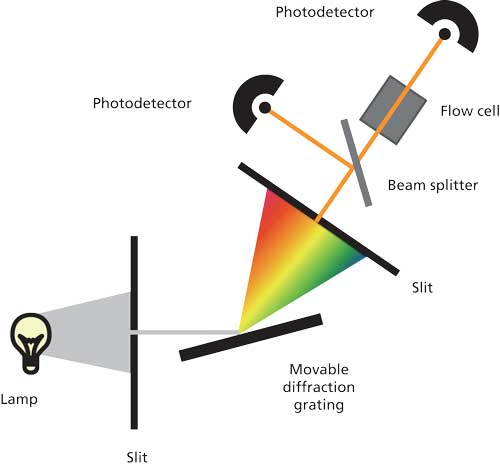 Photodetector
Photodetector
Flow cell
Beam splitter
Slit
Movable
diffraction
grating
Lamp
Slit